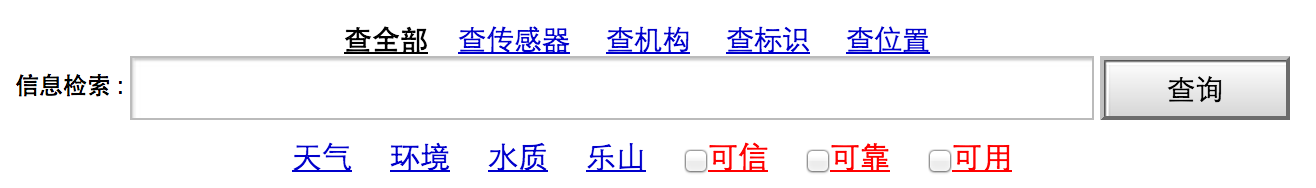 查全部 查传感器 查机构 查标识 查位置
信息检索： 查询
天气 环境 水质 乐山 可信 可靠 可用